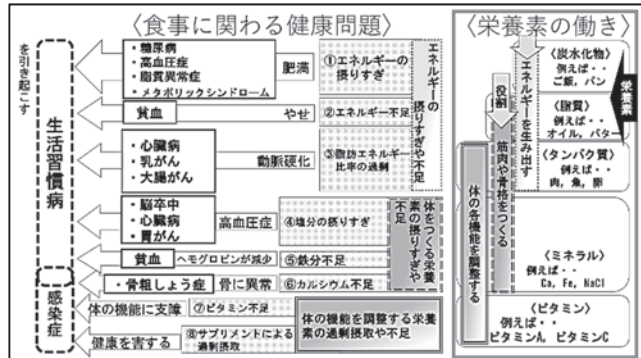 〈食事に関わる健康問題〉
を引き起こす
生活習慣病
感染症
・糖尿病
・高血圧症
・脂質異常症
・メタボリックシンドローム
肥満
①エネルギーの
摂りすぎ
貧血
やせ
②エネルギー不足
・心臓病
・乳がん
・大腸がん
動脈硬化
③脂肪エネルギー
比率の過剰
エネルギーの
摂りすぎや不足
・脳卒中
・心臓病
・胃がん
高血圧症
④塩分の摂りすぎ
貧血
ヘモグロビンが減少
⑤鉄分不足
・骨粗しょう症
骨に異常
⑥カルシウム不足
体をつくる栄養
素の摂りすぎや
不足
体の機能に支障
⑦ビタミン不足
健康を害する
⑧サプリメントによる
過剰摂取
体の機能を調整する栄養
素の過剰摂取や不足
〈栄養素の働き〉
栄養素
役割
エネルギーを生み出す
筋肉や骨格をつくる
体の各機能を調整する
〈炭水化物〉
例えば・・
ご飯, パン
〈脂質〉
例えば・・
オイル, バター
〈タンパク質〉
例えば・・
肉, 魚, 卵
〈ミネラル〉
例えば・・
Ca, Fe, NaCl
〈ビタミン〉
例えば・・
ビタミンA, ビタミンC